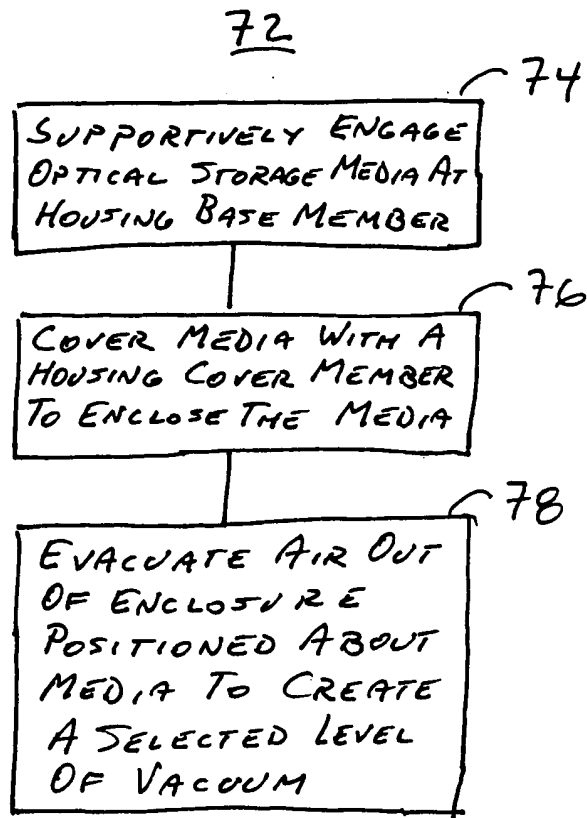 72
74
SUPPORTIVELY ENGAGE
OPTICAL STORAGE MEDIA AT
HOUSING BASE MEMBER
76
COVER MEDIA WITH A
HOUSING COVER MEMBER
TO ENCLOSE THE MEDIA
78
EVACUATE AIR OUT
OF ENCLOSURE
POSITIONED ABOUT
MEDIA TO CREATE
A SELECTED LEVEL
OF VACUUM